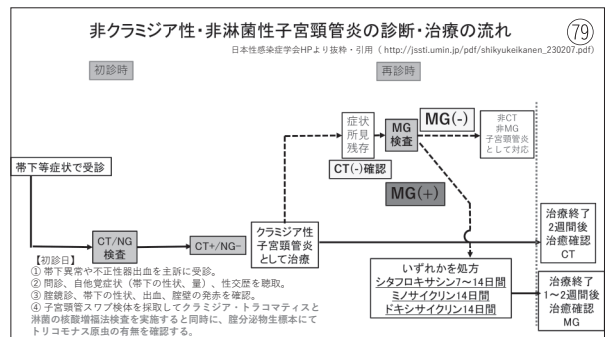 非クラミジア性・非淋菌性子宮頸管炎の診断・治療の流れ
79
日本性感染症学会HPより抜粋・引用（http://jssti.umin.jp/pdf/shikyukeikanen_230207.pdf）
初診時
再診時
症状
所見
残存
MG
検査
MG(-)
非CT
非MG
子宮頸管炎
として対応
CT(-)確認
帯下等症状で受診
MG(+)
CT/NG
検査
CT+/NG-
クラミジア性
子宮頸管炎
として治療
治療終了
2週間後
治癒確認
CT
いずれかを処方
シタフロキサシン7～14日間
ミノサイクリン14日間
ドキシサイクリン14日間
治療終了
1～2週間後
治癒確認
MG
【初診日】
① 帯下異常や不正性器出血を主訴に受診。
② 問診、自他覚症状（帯下の性状、量）、性交歴を聴取。
③ 腟鏡診、帯下の性状、出血、腟壁の発赤を確認。
④ 子宮頸管スワブ検体を採取してクラミジア・トラコマティスと
淋菌の核酸増幅法検査を実施すると同時に、腟分泌物生標本にて
トリコモナス原虫の有無を確認する。